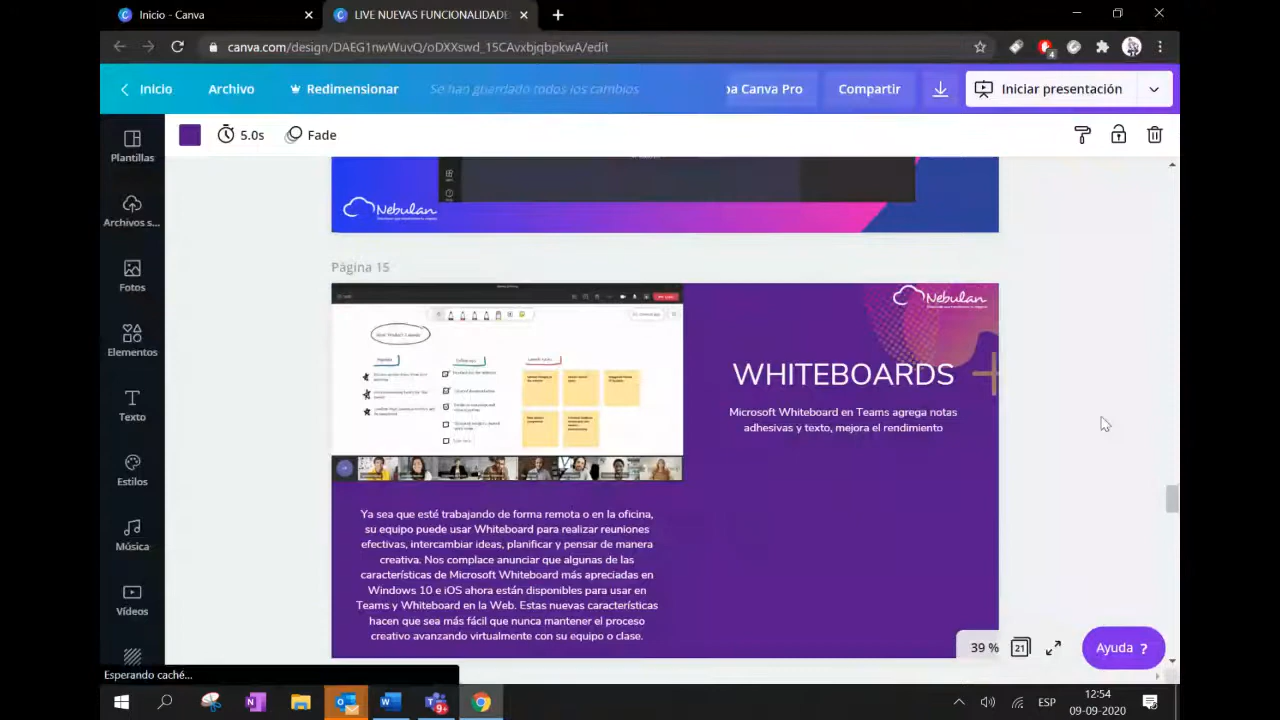 Inicio - Canva
LIVE NUEVAS FUNCIONALIDADE
canva.com/design/DAEG1nwWuvQ/oDXXswd_15CAvxbjqbpkwA/edit
4
Inicio
Archivo
Redimensionar
Se han guardado todos los cambios
ba Canva Pro
Compartir
Iniciar presentación
5.0s
Fade
Plantillas
Archivos s...
Fotos
Elementos
Texto
Estilos
Música
Vídeos
Nebulan
Página 15
Nebulan
WHITEBOARDS
Microsoft Whiteboard en Teams agrega notas
adhesivas y texto, mejora el rendimiento
Ya sea que esté trabajando de forma remota o en la oficina,
su equipo puede usar Whiteboard para realizar reuniones
efectivas, intercambiar ideas, planificar y pensar de manera
creativa. Nos complace anunciar que algunas de las
características de Microsoft Whiteboard más apreciadas en
Windows 10 e iOS ahora están disponibles para usar en
Teams y Whiteboard en la Web. Estas nuevas características
hacen que sea más fácil que nunca mantener el proceso
creativo avanzando virtualmente con su equipo o clase.
39 %
21
Ayuda ?
Esperando caché...
9+
ESP
12:54
09-09-2020